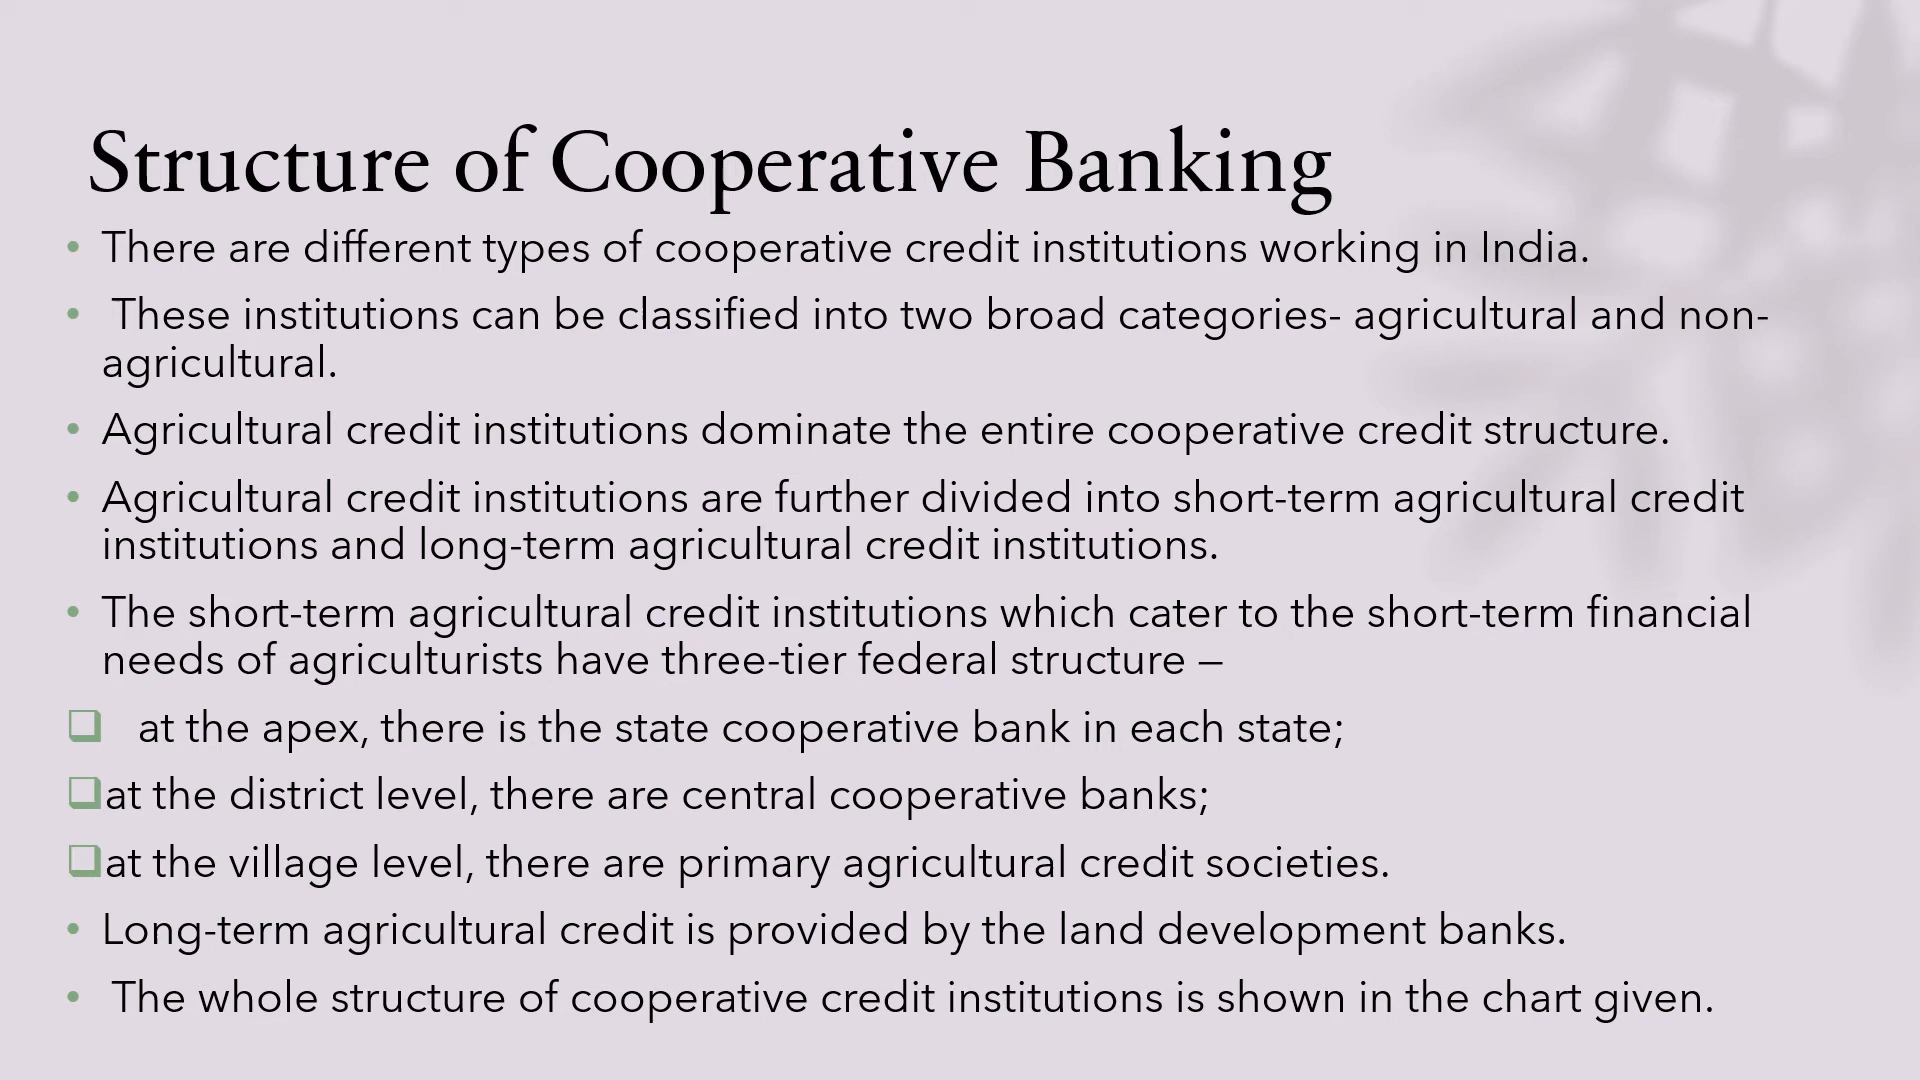 Structure of Cooperative Banking
• There are different types of cooperative credit institutions working in India.
• These institutions can be classified into two broad categories- agricultural and non-
agricultural.
• Agricultural credit institutions dominate the entire cooperative credit structure.
• Agricultural credit institutions are further divided into short-term agricultural credit
institutions and long-term agricultural credit institutions.
• The short-term agricultural credit institutions which cater to the short-term financial
needs of agriculturists have three-tier federal structure –
❑ at the apex, there is the state cooperative bank in each state;
❑at the district level, there are central cooperative banks;
❑at the village level, there are primary agricultural credit societies.
• Long-term agricultural credit is provided by the land development banks.
• The whole structure of cooperative credit institutions is shown in the chart given.